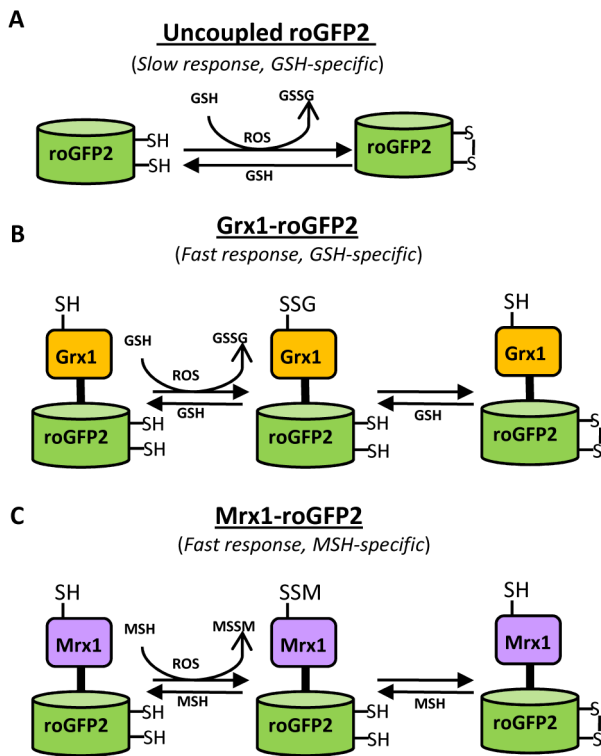 A
Uncoupled roGFP2
(Slow response, GSH-specific)
GSH GSSG
roGFP2 SH SH ROS GSH roGFP2 S S
B
Grx1-roGFP2
(Fast response, GSH-specific)
SH SSG SH
GSH GSSG
Grx1 ROS Grx1 Grx1
GSH GSH
roGFP2 SH SH roGFP2 SH SH roGFP2 S S
C
Mrx1-roGFP2
(Fast response, MSH-specific)
SH SSM SH
MSH MSSM
Mrx1 ROS Mrx1 Mrx1
MSH MSH
roGFP2 SH SH roGFP2 SH SH roGFP2 S S